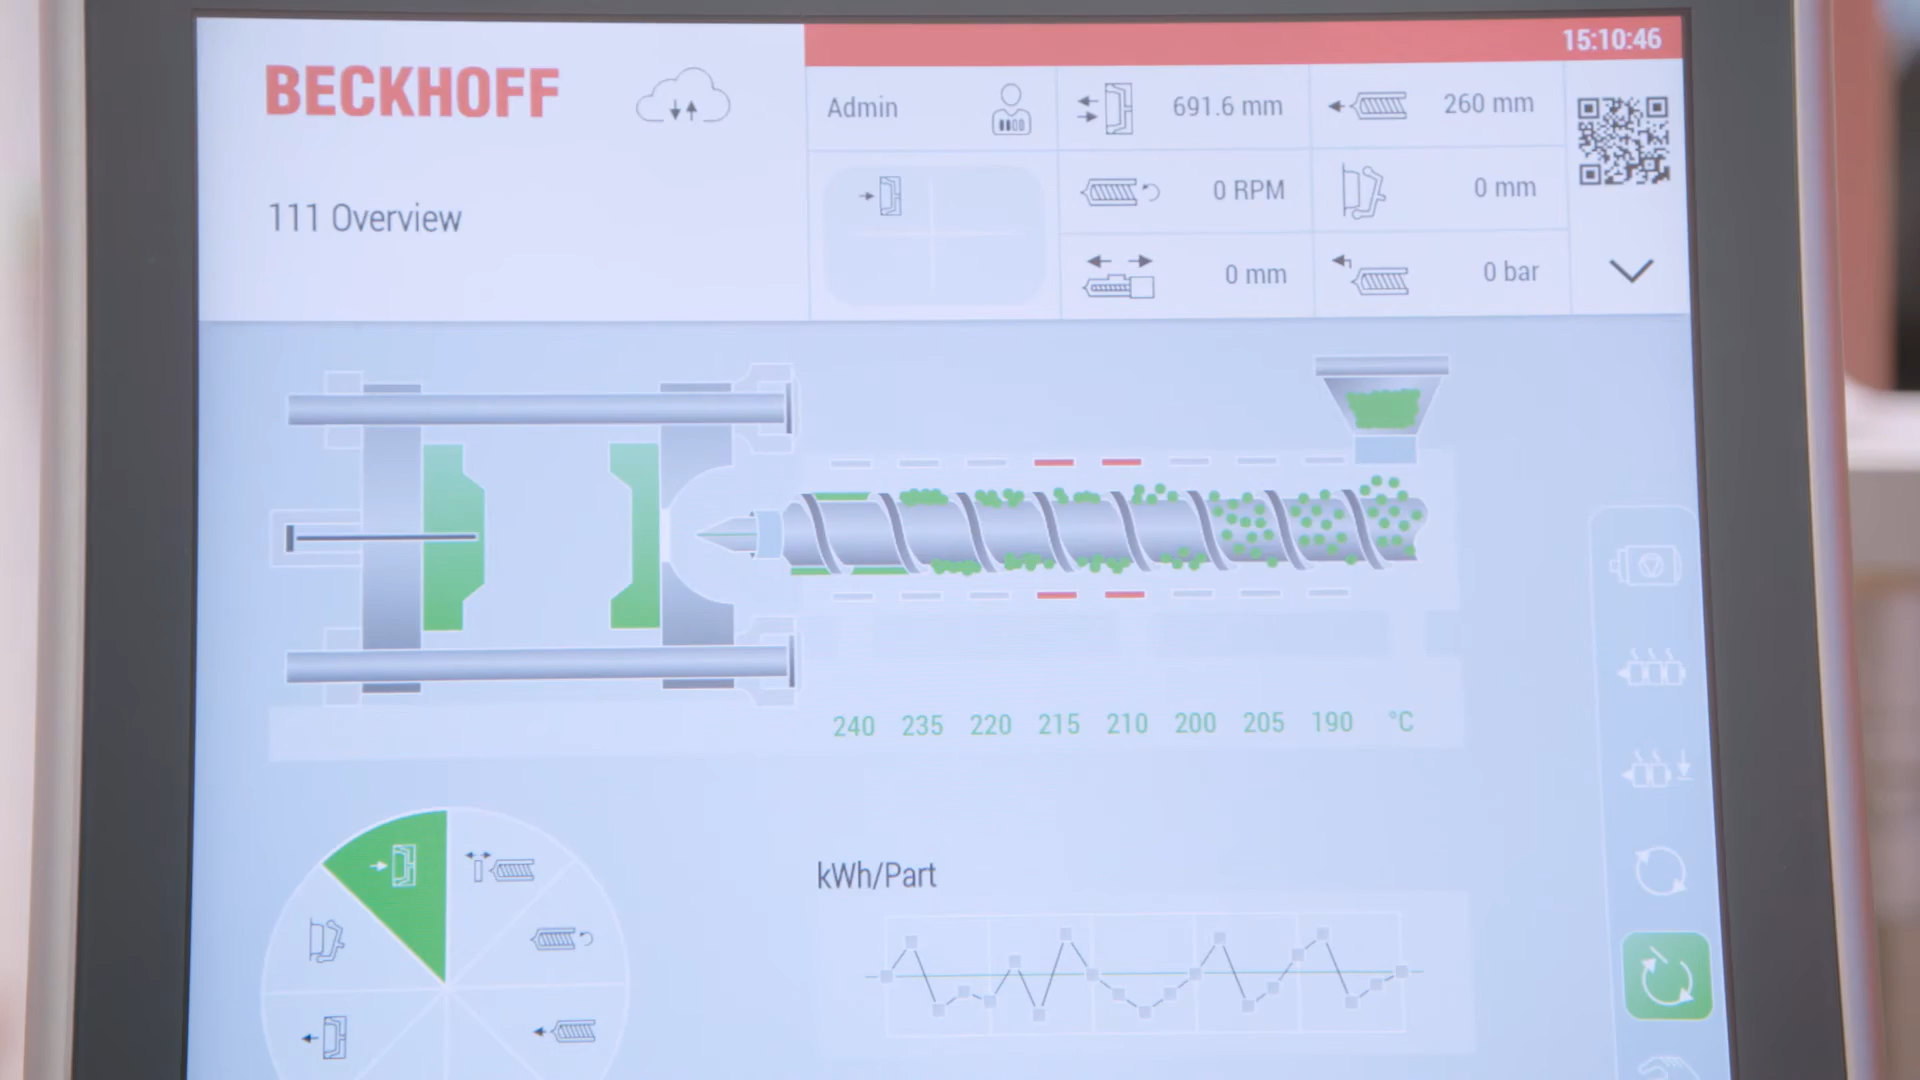 15:10:46
BECKHOFF
Admin
691.6 mm
260 mm
0 RPM
0 mm
111 Overview
0 mm
0 bar
240 235 220 215 210 200 205 190 °C
kWh/Part